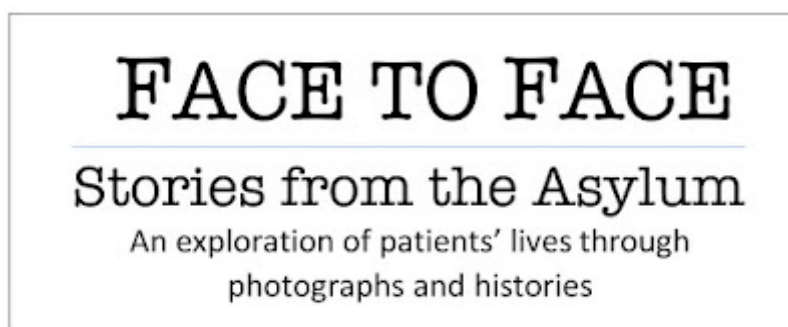 FACE TO FACE
Stories from the Asylum
An exploration of patients’ lives through
photographs and histories